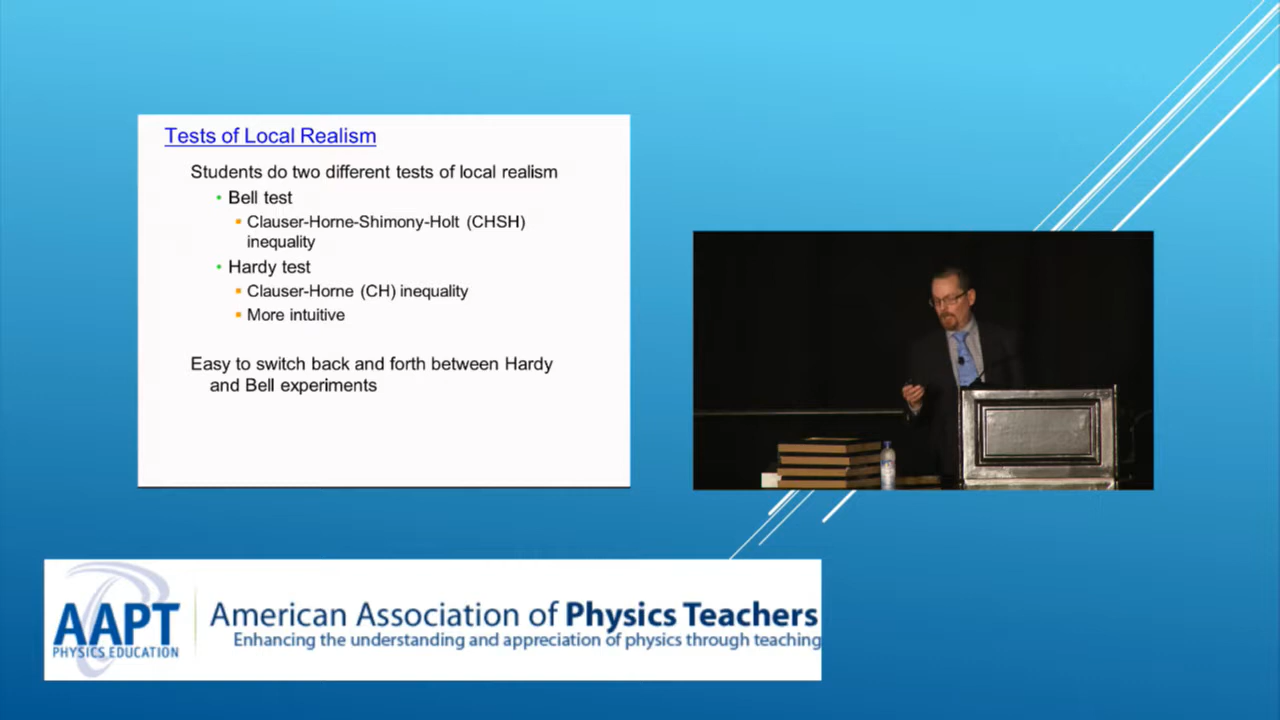 Tests of Local Realism
Students do two different tests of local realism
• Bell test
▪ Clauser-Horne-Shimony-Holt (CHSH)
inequality
• Hardy test
▪ Clauser-Horne (CH) inequality
▪ More intuitive
Easy to switch back and forth between Hardy
and Bell experiments
AAPT
PHYSICS EDUCATION
American Association of Physics Teachers
Enhancing the understanding and appreciation of physics through teaching